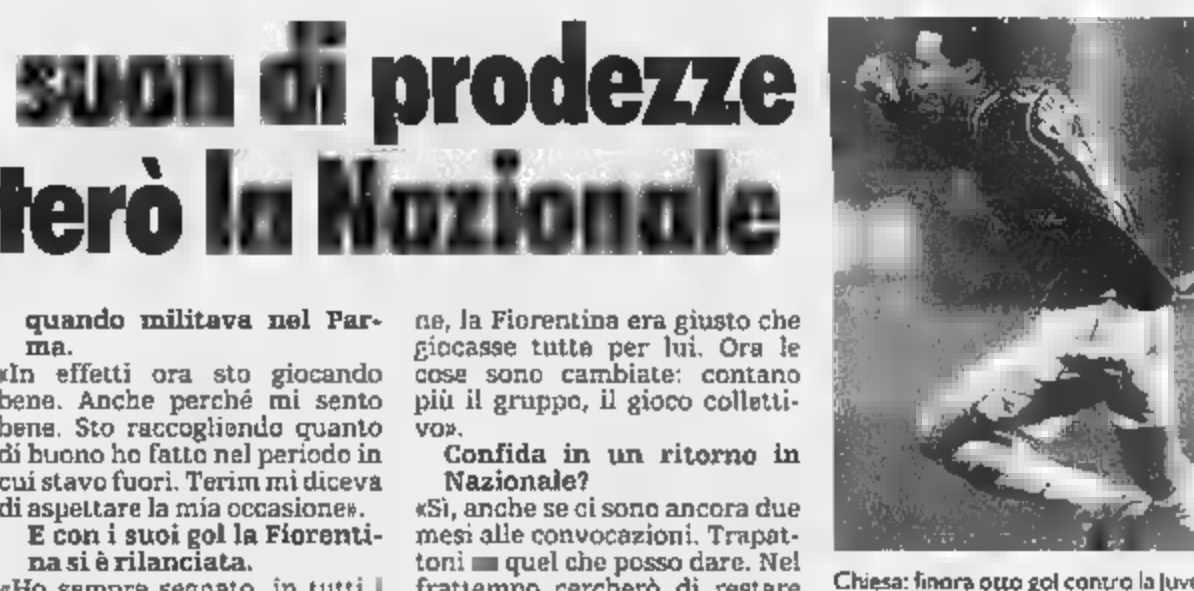 suon di prodezze
terò la Nazionale
quando militava nel Par-
ma.
«In effetti ora sto giocando
bene. Anche perché mi sento
bene. Sto raccogliendo quanto
di buono ho fatto nel periodo in
cui stavo fuori. Terim mi diceva
di aspettare la mia occasione».
E con i suoi gol la Fiorenti-
na si è rilanciata.
«Ho sempre segnato, in tutti i
ne, la Fiorentina era giusto che
giocasse tutta per lui. Ora le
cose sono cambiate: contano
più il gruppo, il gioco colletti-
vo».
Confida in un ritorno in
Nazionale?
«Sì, anche se ci sono ancora due
mesi alle convocazioni. Trapat-
toni quel che posso dare. Nel
frattempo cercherò di restare
Chiesa: finora otto gol contro la Juve